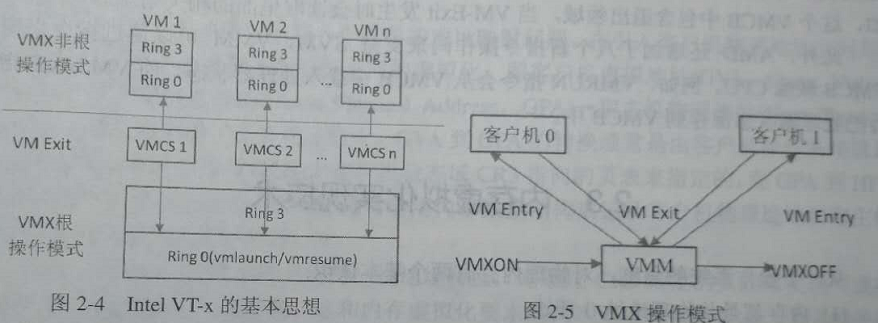 VMX非根
操作模式
VM 1
Ring 3
Ring 0
VM 2
Ring 3
Ring 0
...
VM n
Ring 3
Ring 0
VM Exit
VMCS 1
VMCS 2
...
VMCS n
VMX根
操作模式
Ring 3
Ring 0(vmlaunch/vmresume)
图 2-4 Intel VT-x 的基本思想
客户机 0
客户机 1
VM Entry
VM Exit
VM Entry
VMXON
VMM
VMXOFF
图 2-5 VMX 操作模式